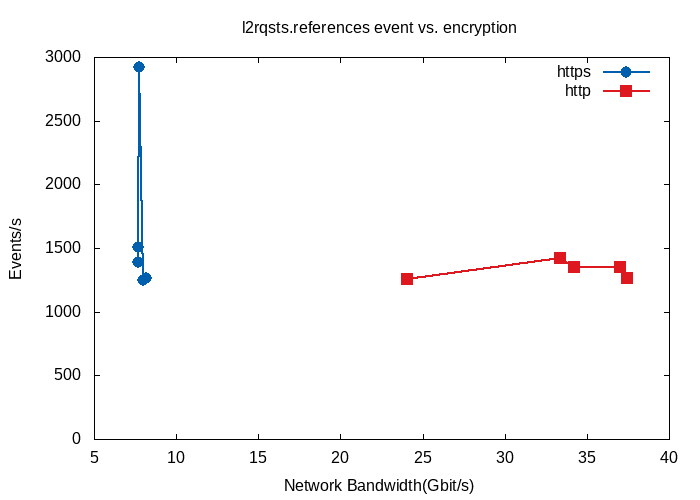 l2rqsts.references event vs. encryption
3000
2500
2000
1500
1000
500
0
Events/s
https
http
5 10 15 20 25 30 35 40
Network Bandwidth(Gbit/s)